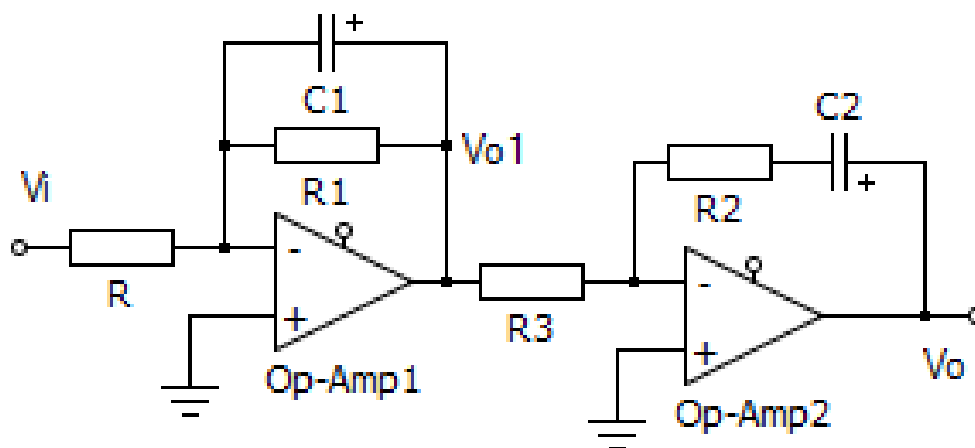 +
C1
C2
Vo1
+
Vi
R1
R2
-
-
R
+
R3
+
Op-Amp1
Vo
Op-Amp2